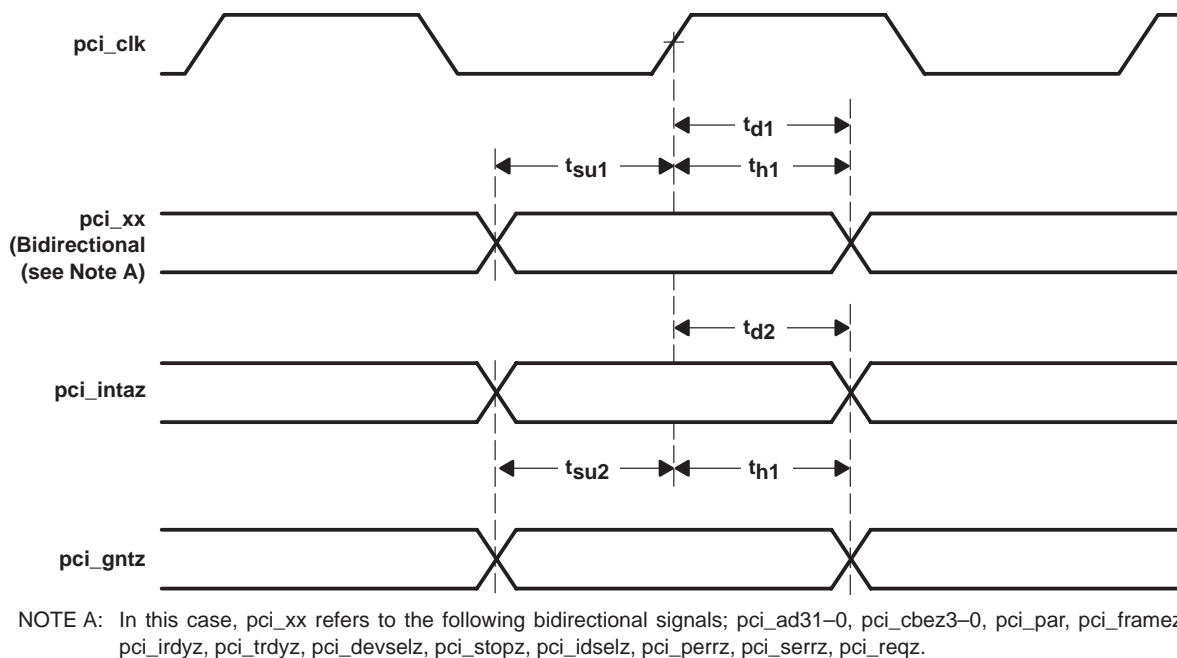 pci_clk
td1
tsu1
th1
pci_xx
(Bidirectional
(see Note A)
td2
pci_intaz
tsu2
th1
pci_gntz
NOTE A: In this case, pci_xx refers to the following bidirectional signals; pci_ad31–0, pci_cbez3–0, pci_par, pci_framez
pci_irdyz, pci_trdyz, pci_devselz, pci_stopz, pci_idselz, pci_perrz, pci_serrz, pci_reqz.